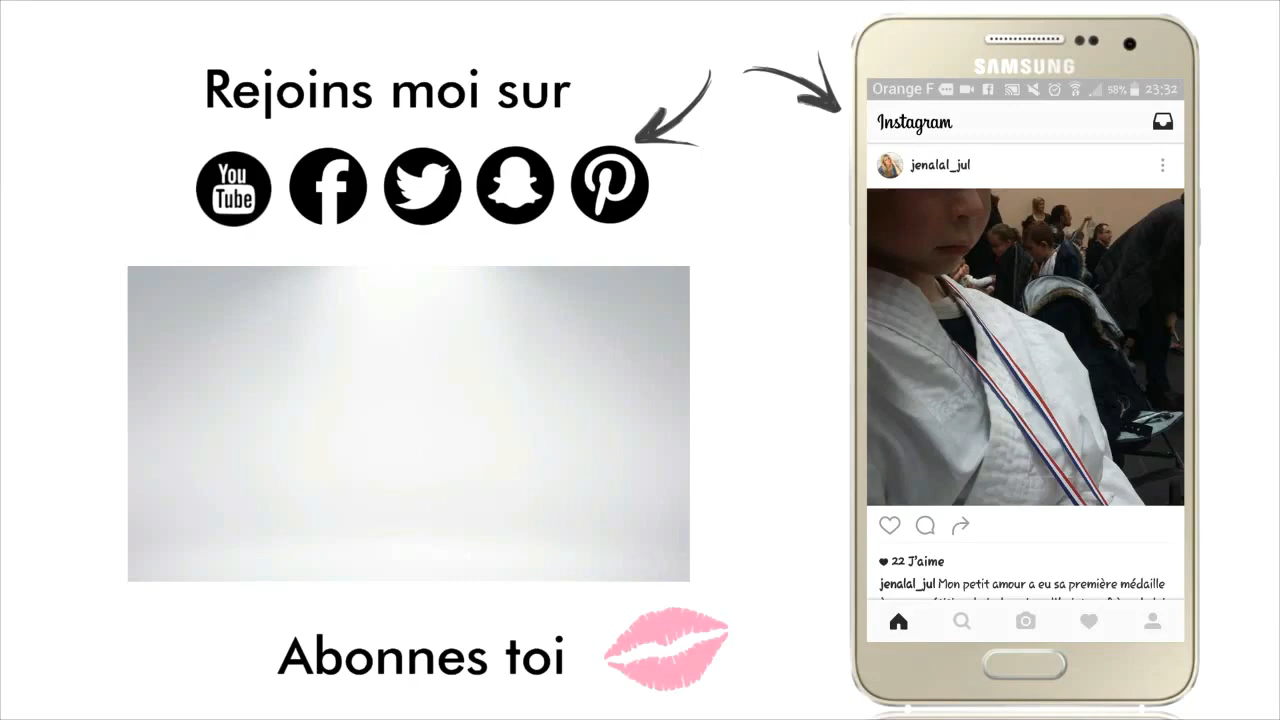 Rejoins moi sur
You
Tube
SAMSUNG
Orange F 58% 23:32
Instagram
jenalal_jul
22 J'aime
jenalal_jul Mon petit amour a eu sa première médaille
Abonnes toi